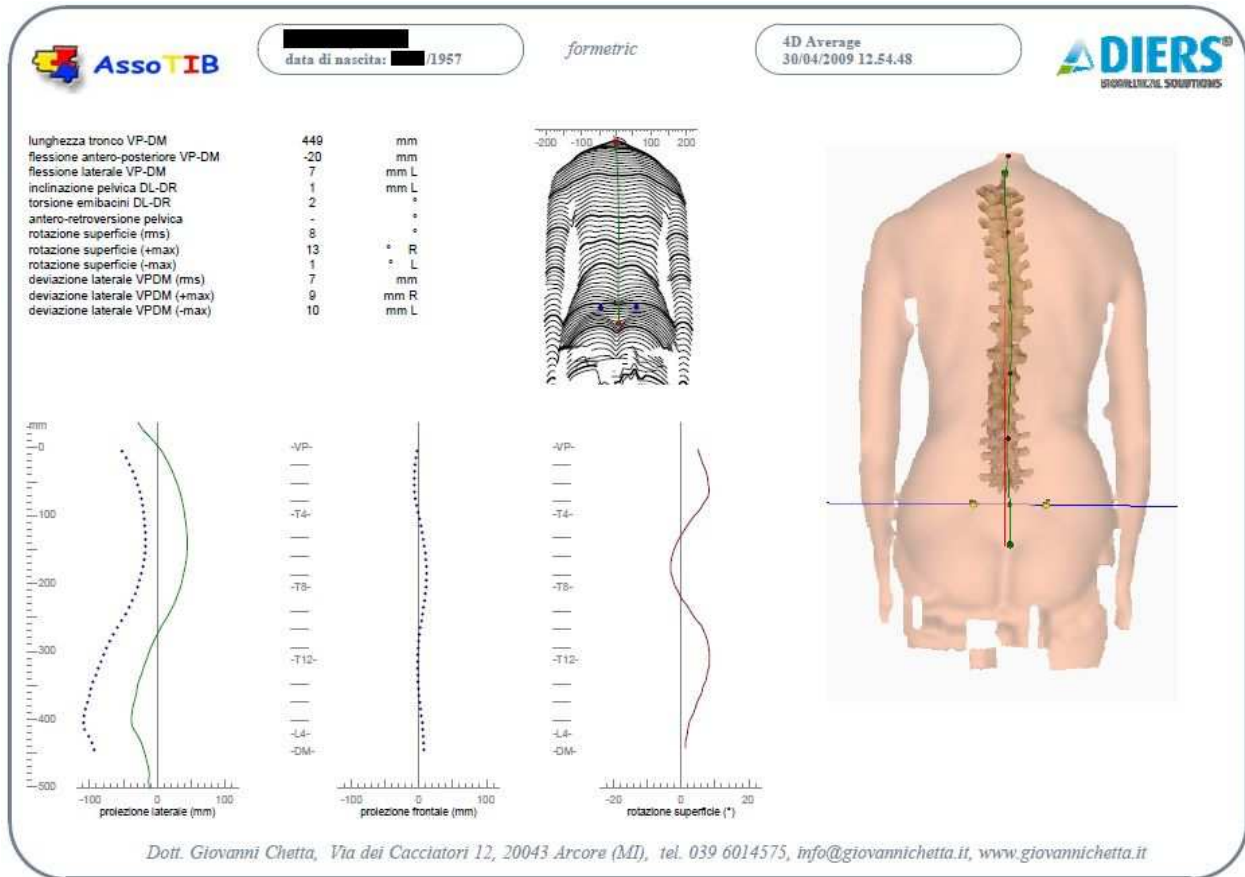 AssoTIB
data di nascita: /1957
formetric
4D Average
30/04/2009 12.54.48
DIERS®
BIOMEDICAL SOLUTIONS
lunghezza tronco VP-DM 449 mm
flessione antero-posteriore VP-DM -20 mm
flessione laterale VP-DM 7 mm L
inclinazione pelvica DL-DR 1 mm L
torsione emibacini DL-DR 2 °
antero-retroversione pelvica - °
rotazione superficie (rms) 8 °
rotazione superficie (+max) 13 ° R
rotazione superficie (-max) 1 ° L
deviazione laterale VPDM (rms) 7 mm
deviazione laterale VPDM (+max) 9 mm R
deviazione laterale VPDM (-max) 10 mm L
-200 -100 0 100 200
mm
0
100
200
300
400
500
-100 0 100
proiezione laterale (mm)
-VP-
-T4-
-T8-
-T12-
-L4-
-DM-
-100 0 100
proiezione frontale (mm)
-VP-
-T4-
-T8-
-T12-
-L4-
-DM-
-20 0 20
rotazione superficie (°)
Dott. Giovanni Chetta, Via dei Cacciatori 12, 20043 Arcore (MI), tel. 039 6014575, info@giovannichetta.it, www.giovannichetta.it